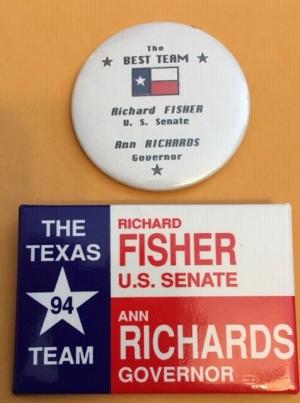 The
BEST TEAM
Richard FISHER
U. S. Senate
Ann RICHARDS
Governor
THE
TEXAS
94
TEAM
RICHARD
FISHER
U.S. SENATE
ANN
RICHARDS
GOVERNOR